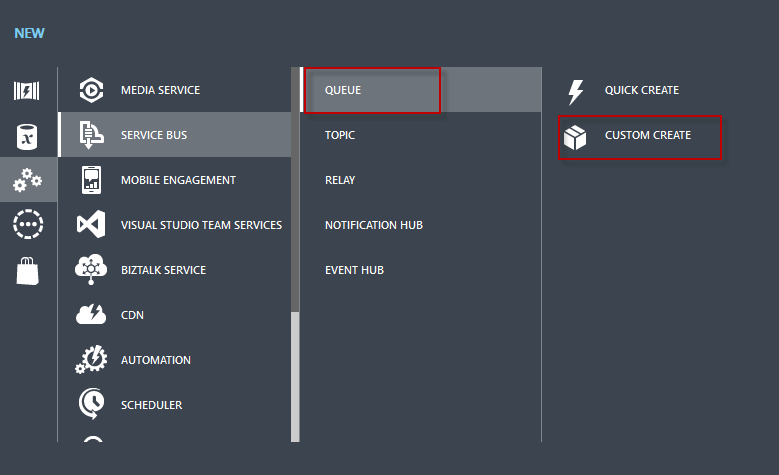 NEW
MEDIA SERVICE
SERVICE BUS
MOBILE ENGAGEMENT
VISUAL STUDIO TEAM SERVICES
BIZTALK SERVICE
CDN
AUTOMATION
SCHEDULER
QUEUE
TOPIC
RELAY
NOTIFICATION HUB
EVENT HUB
QUICK CREATE
CUSTOM CREATE